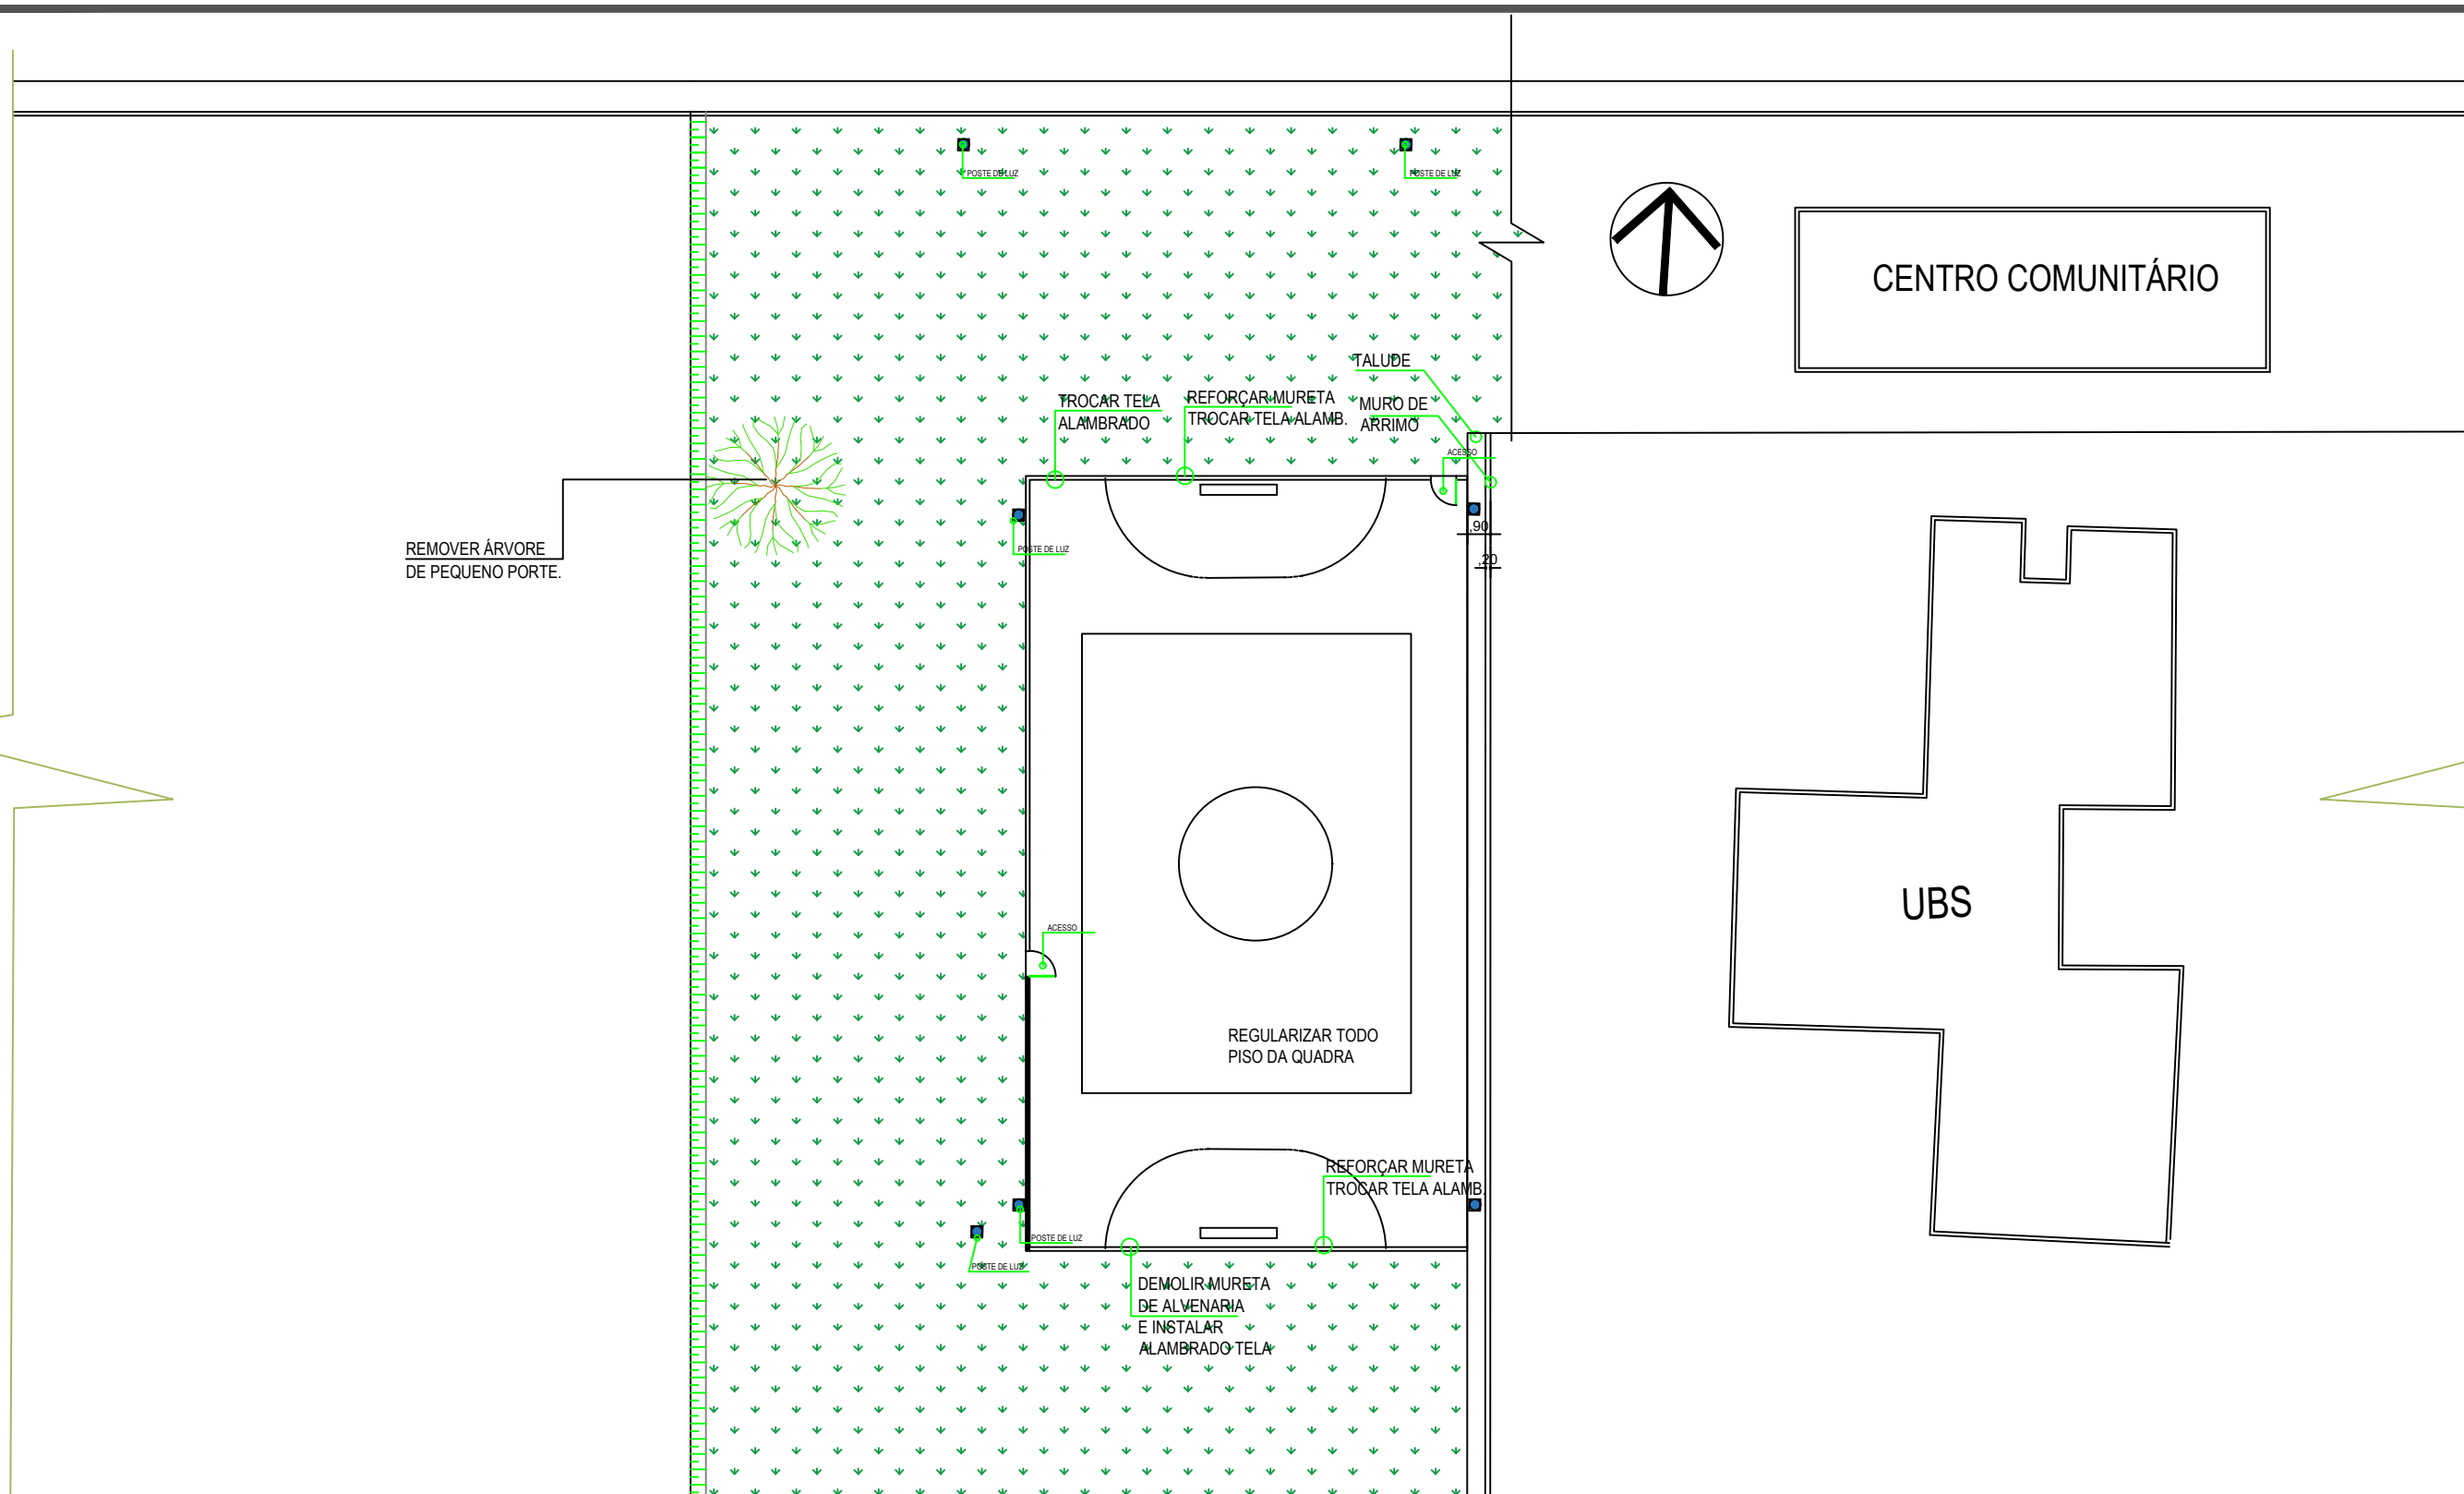 POSTE DE LUZ
POSTE DE LUZ
CENTRO COMUNITÁRIO
TALUDE
TROCAR TELA
ALAMBRADO
REFORÇAR MURETA
TROCAR TELA ALAMB.
MURO DE
ARRIMO
ACESSO
,90
,20
POSTE DE LUZ
REMOVER ÁRVORE
DE PEQUENO PORTE.
UBS
ACESSO
REGULARIZAR TODO
PISO DA QUADRA
REFORÇAR MURETA
TROCAR TELA ALAMB.
POSTE DE LUZ
POSTE DE LUZ
DEMOLIR MURETA
DE ALVENARIA
E INSTALAR
ALAMBRADO TELA